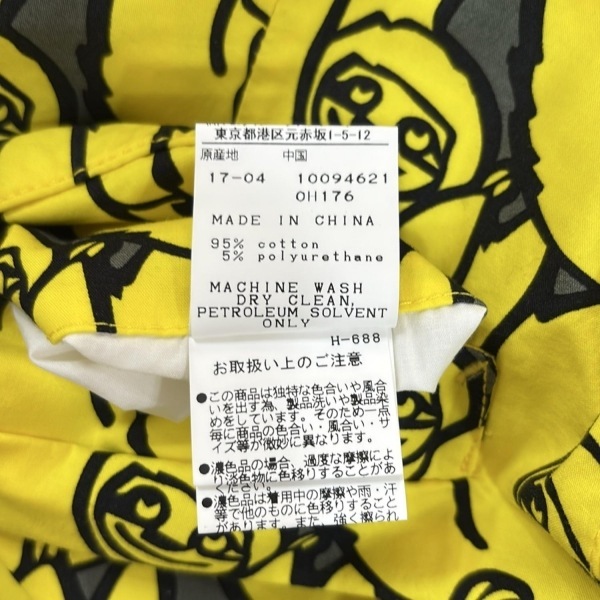 東京都港区元赤坂1-5-12
原産地 中国
17-04 10094621
OH176
MADE IN CHINA
95% cotton
5% polyurethane
MACHINE WASH
DRY CLEAN,
PETROLEUM SOLVENT
ONLY
H-688
お取扱い上のご注意
●この商品は独特な色合いや風合
いを出す為、製品洗いや製品染
めをしています。そのため一点
毎に商品の色合い・風合い・サ
イズ等が微妙に異なります。
●濃色品の場合、過度な摩擦によ
り淡色物に色移りすることがあ
ください。
●濃色品は着用中の摩擦や雨・汗
等で他のものに色移りすること
があります。また、強く擦られ